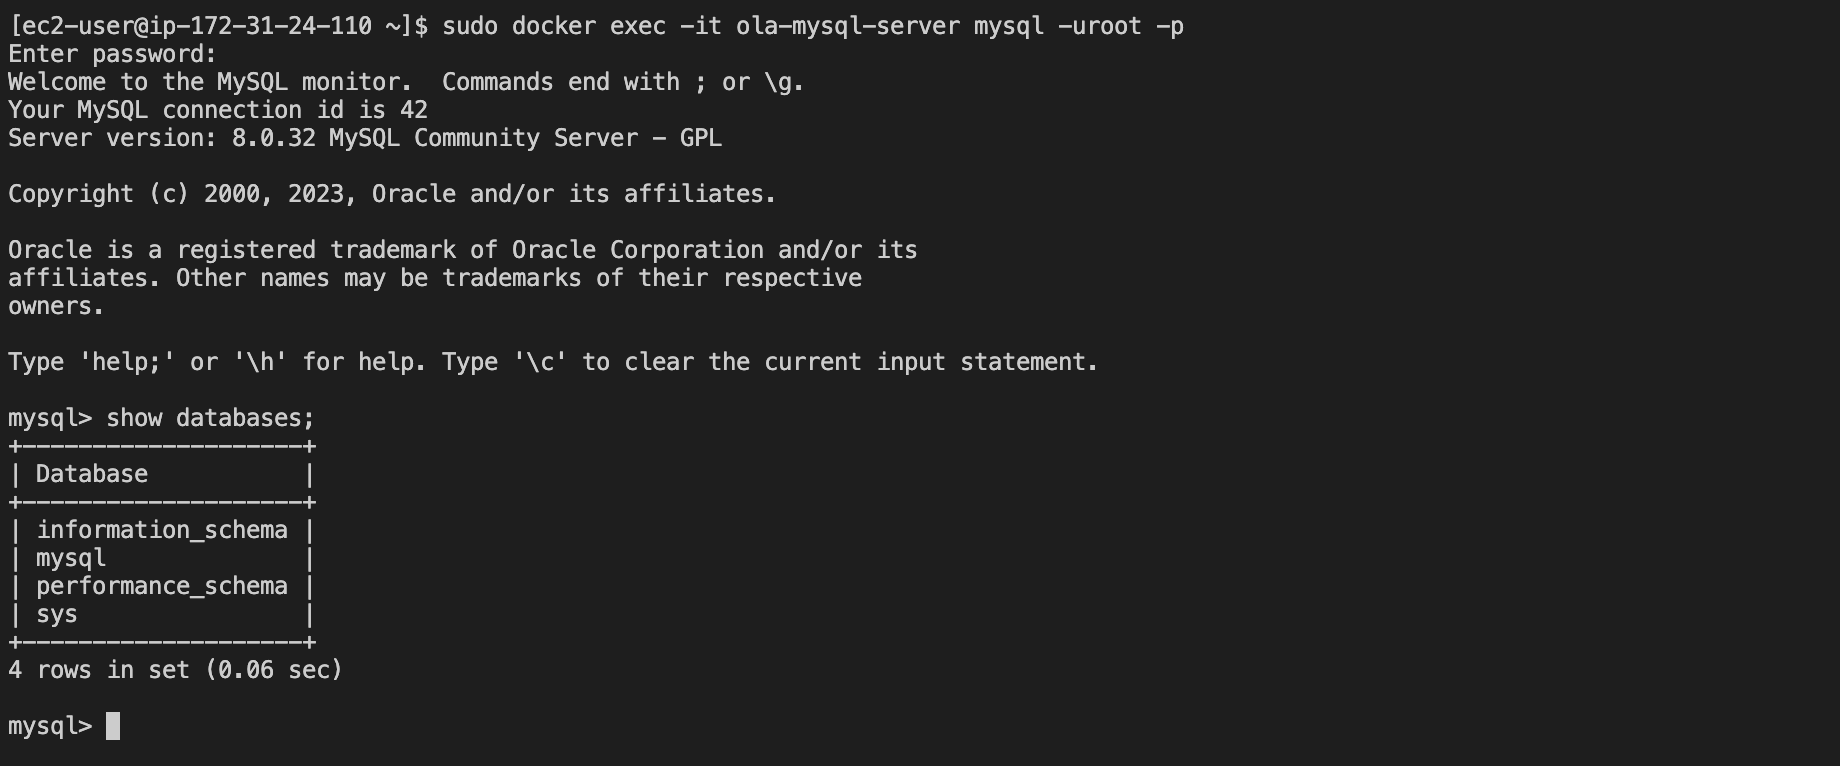 [ec2-user@ip-172-31-24-110 ~]$ sudo docker exec -it ola-mysql-server mysql -uroot -p
Enter password:
Welcome to the MySQL monitor.  Commands end with ; or \g.
Your MySQL connection id is 42
Server version: 8.0.32 MySQL Community Server - GPL

Copyright (c) 2000, 2023, Oracle and/or its affiliates.

Oracle is a registered trademark of Oracle Corporation and/or its
affiliates. Other names may be trademarks of their respective
owners.

Type 'help;' or '\h' for help. Type '\c' to clear the current input statement.

mysql> show databases;
+--------------------+
| Database           |
+--------------------+
| information_schema |
| mysql              |
| performance_schema |
| sys                |
+--------------------+
4 rows in set (0.06 sec)

mysql>